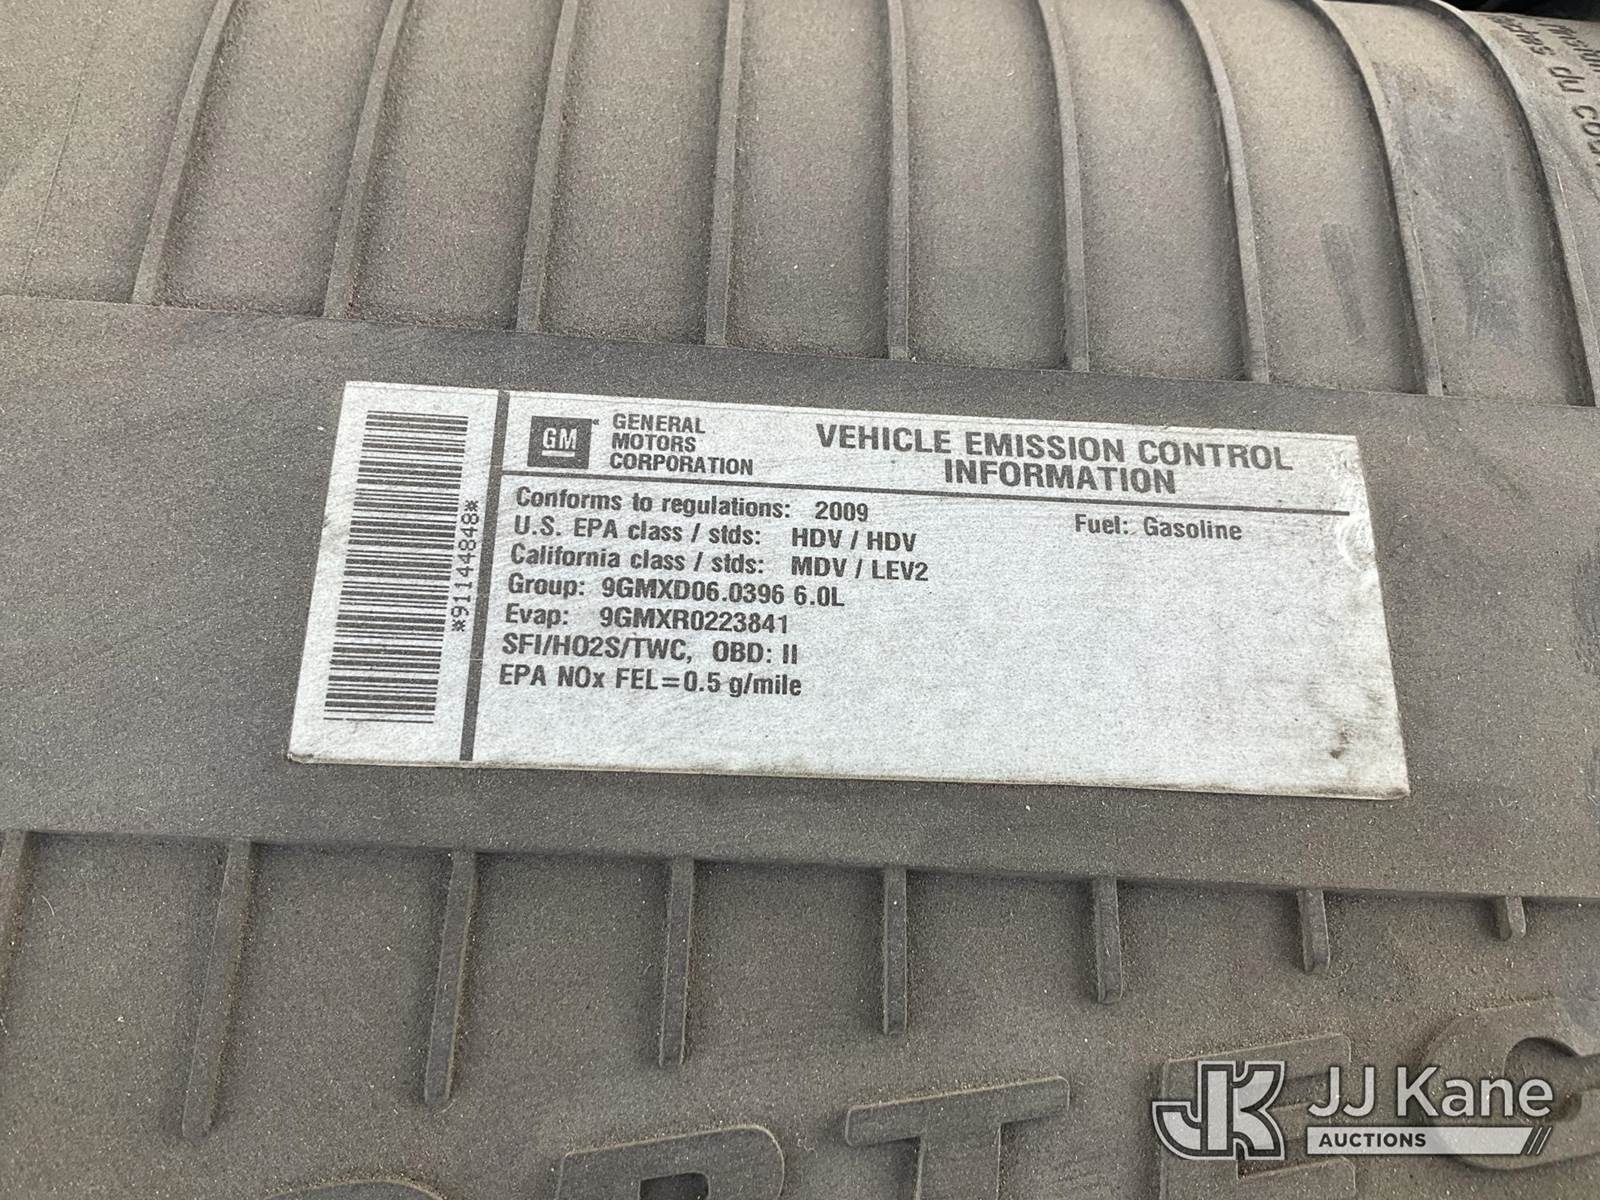 *91144848*
GM
GENERAL
MOTORS
CORPORATION
VEHICLE EMISSION CONTROL
INFORMATION
Conforms to regulations: 2009
Fuel: Gasoline
U.S. EPA class / stds: HDV / HDV
California class / stds: MDV / LEV2
Group: 9GMXD06.0396 6.0L
Evap: 9GMXR0223841
SFI/HO2S/TWC, OBD: II
EPA NOx FEL=0.5 g/mile
JK JJ Kane
AUCTIONS